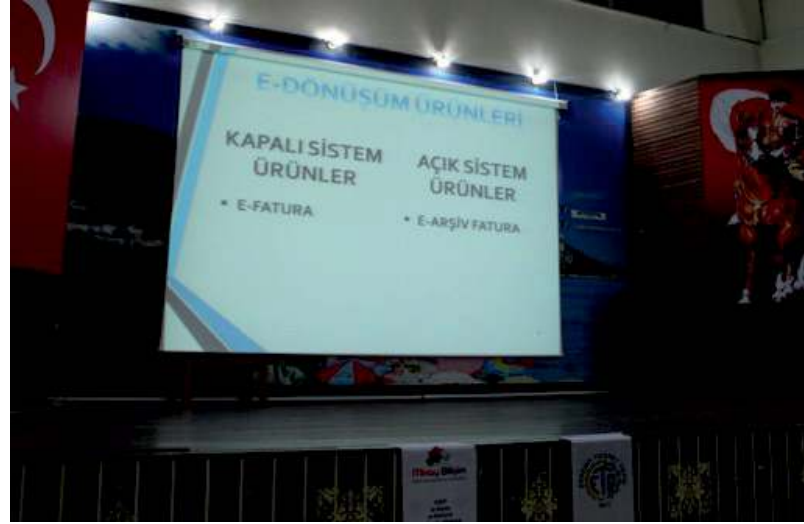 E-DÖNÜŞÜM ÜRÜNLERİ
KAPALI SİSTEM
ÜRÜNLER
• E-FATURA
AÇIK SİSTEM
ÜRÜNLER
• E-ARŞİV FATURA